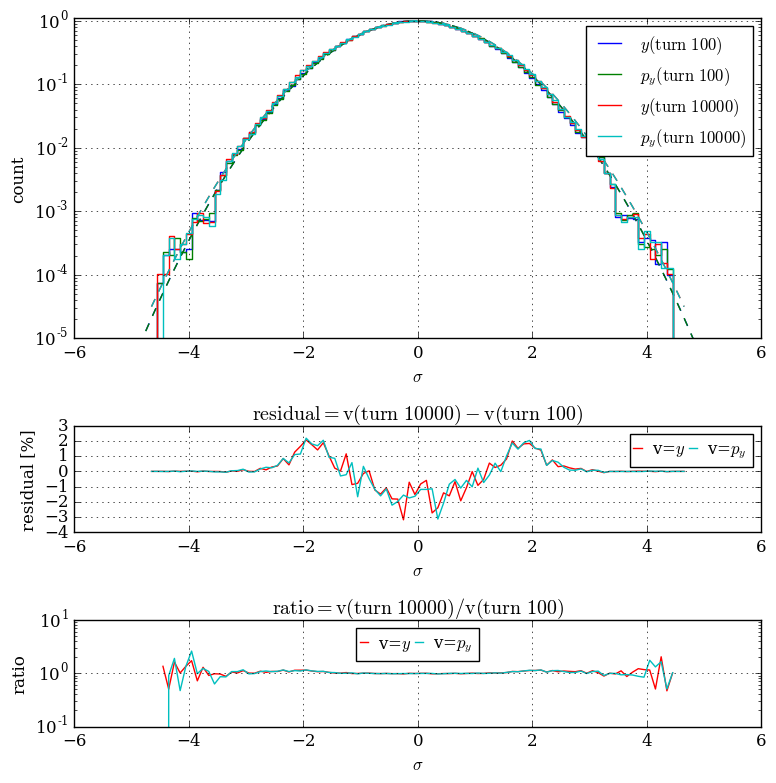 10^0
10^-1
10^-2
10^-3
10^-4
10^-5
count
y(turn 100)
p_y(turn 100)
y(turn 10000)
p_y(turn 10000)
−6 −4 −2 0 2 4 6
σ
residual = v(turn 10000) − v(turn 100)
3
2
1
0
−1
−2
−3
−4
residual [%]
v=y v=p_y
−6 −4 −2 0 2 4 6
σ
ratio = v(turn 10000)/v(turn 100)
10^1
10^0
10^-1
ratio
v=y v=p_y
−6 −4 −2 0 2 4 6
σ